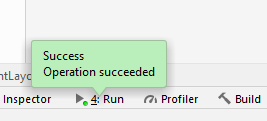 Success
Operation succeeded
ntLayo
Inspector
4: Run
Profiler
Build